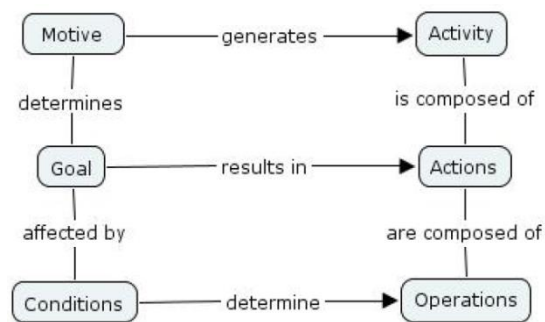 Motive generates Activity
determines is composed of
Goal results in Actions
affected by are composed of
Conditions determine Operations